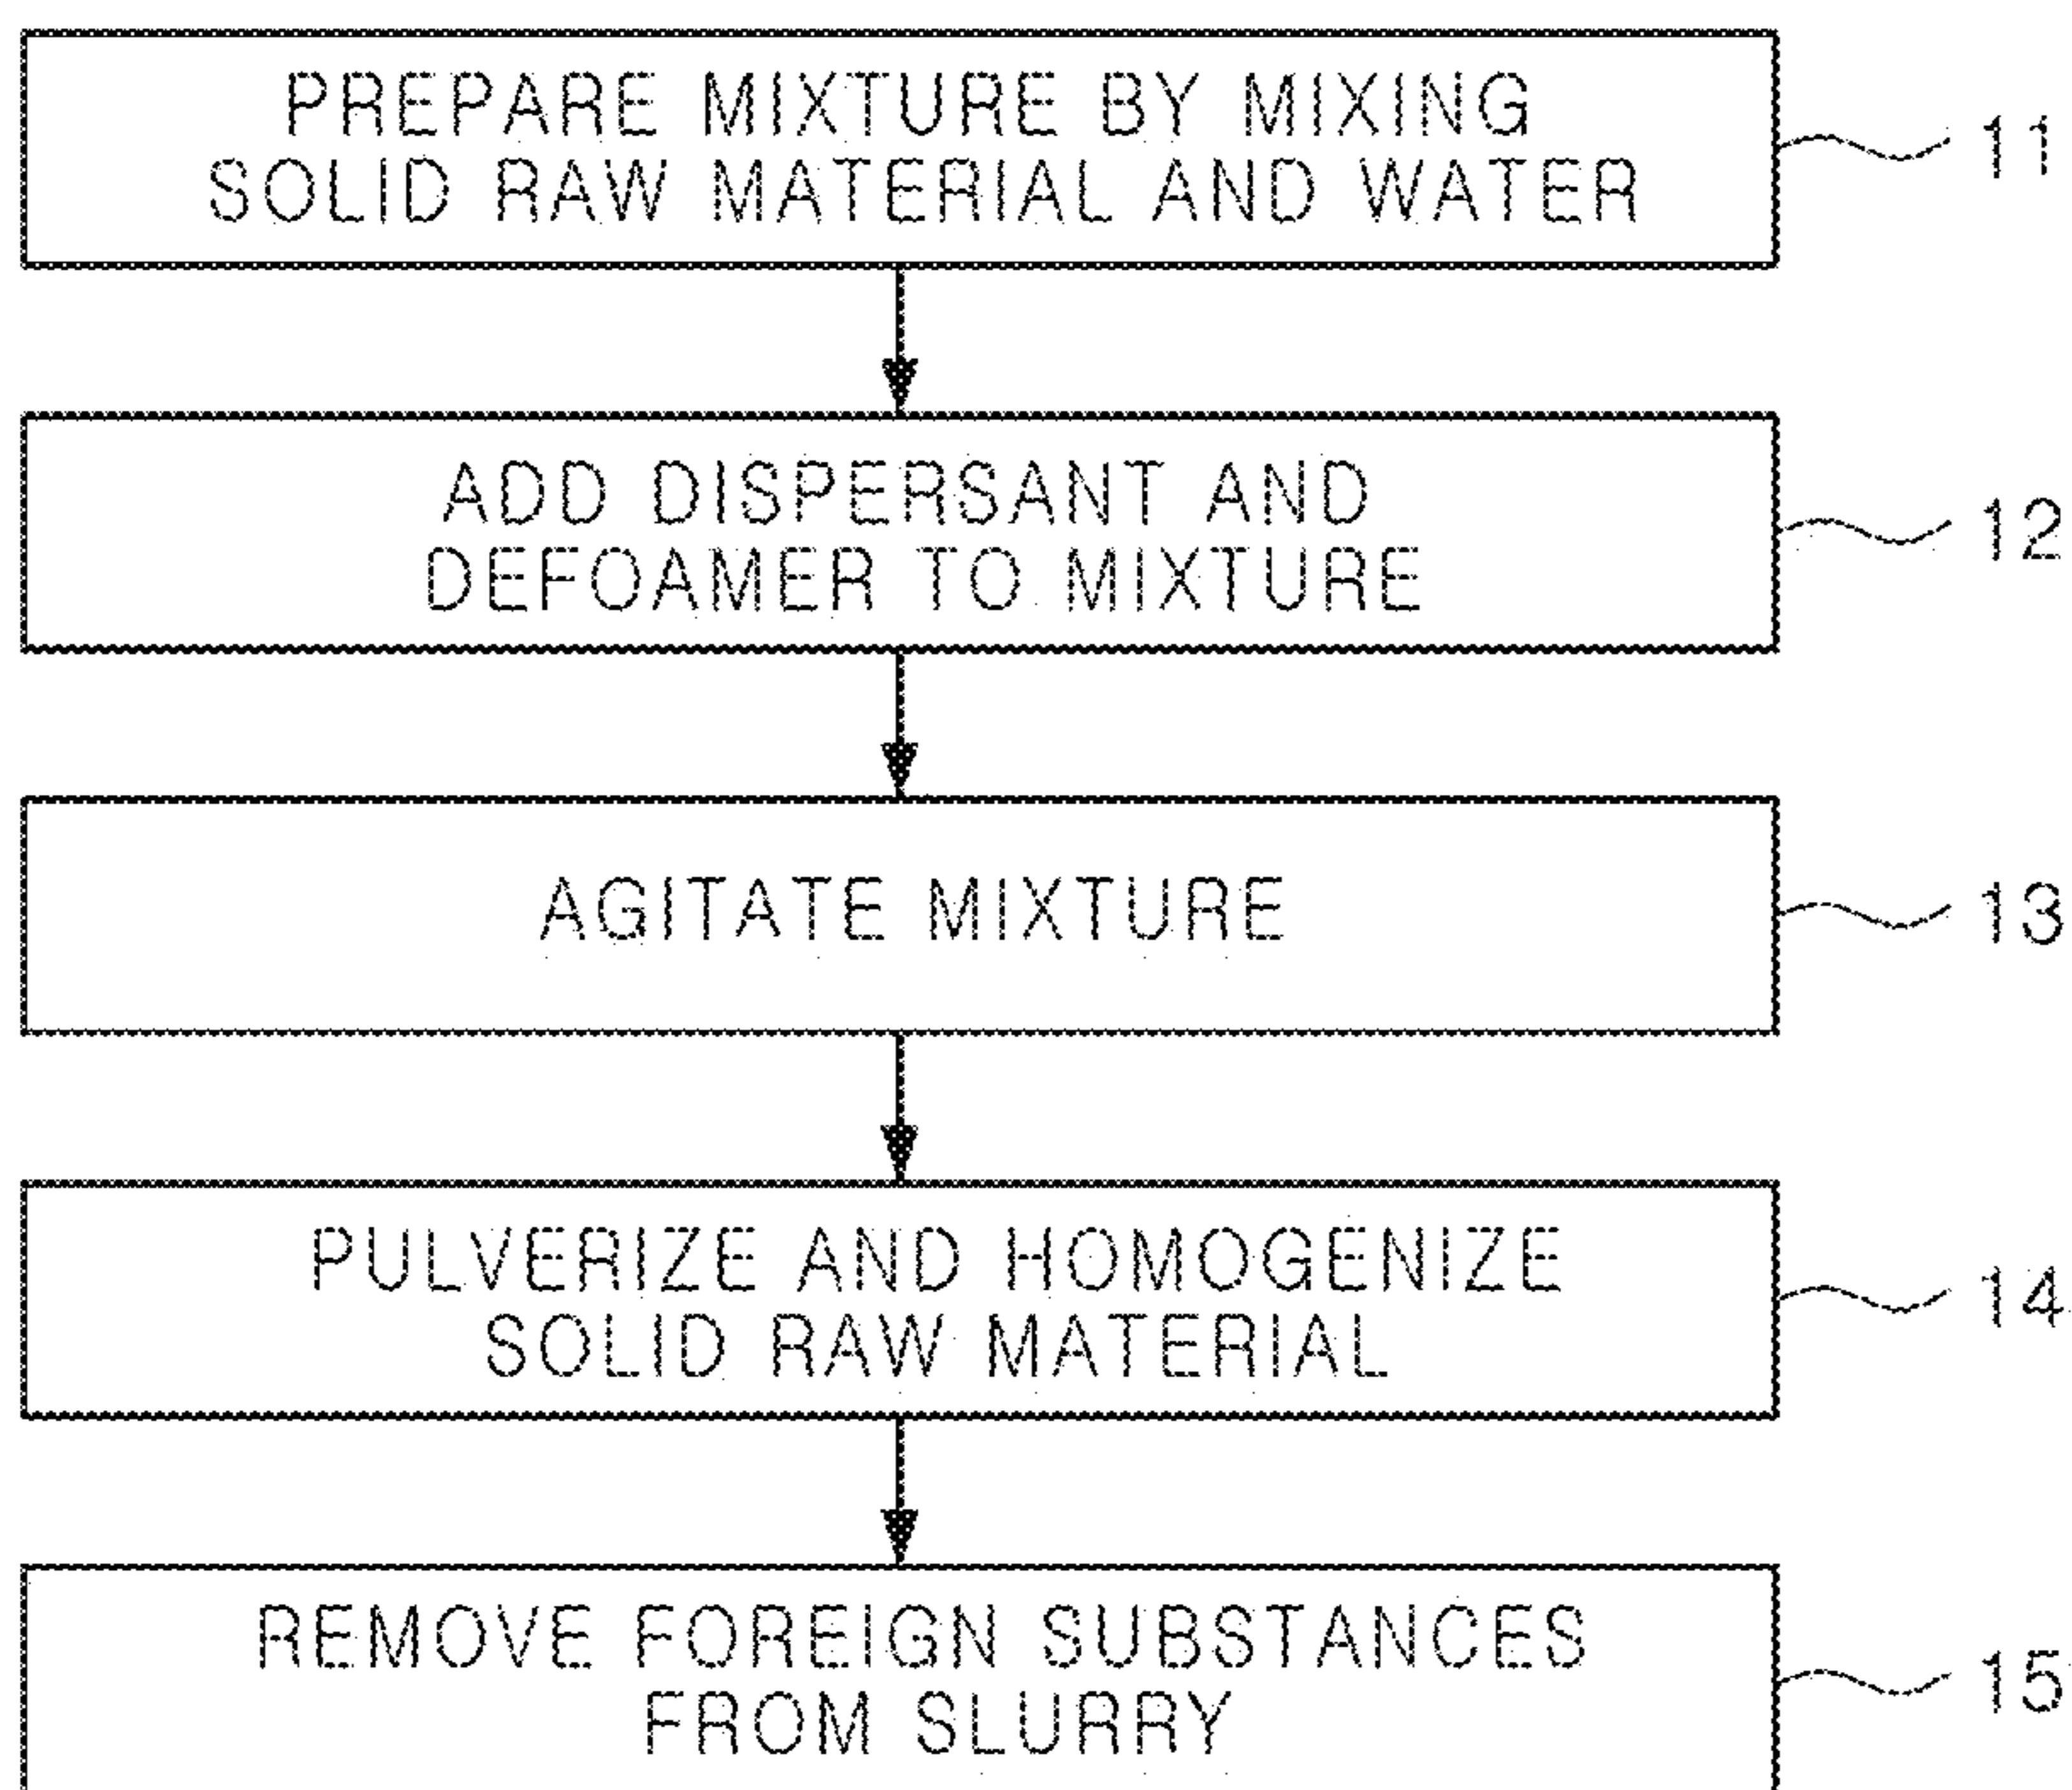 PREPARE MIXTURE BY MIXING
SOLID RAW MATERIAL AND WATER
11
ADD DISPERSANT AND
DEFOAMER TO MIXTURE
12
AGITATE MIXTURE
13
PULVERIZE AND HOMOGENIZE
SOLID RAW MATERIAL
14
REMOVE FOREIGN SUBSTANCES
FROM SLURRY
15